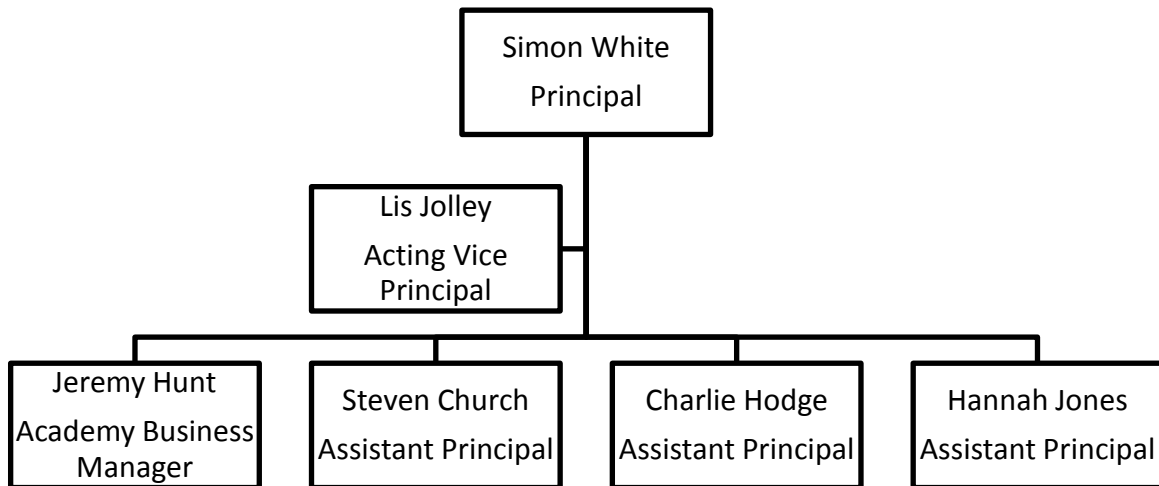 Simon White
Principal
Lis Jolley
Acting Vice
Principal
Jeremy Hunt
Academy Business
Manager
Steven Church
Assistant Principal
Charlie Hodge
Assistant Principal
Hannah Jones
Assistant Principal